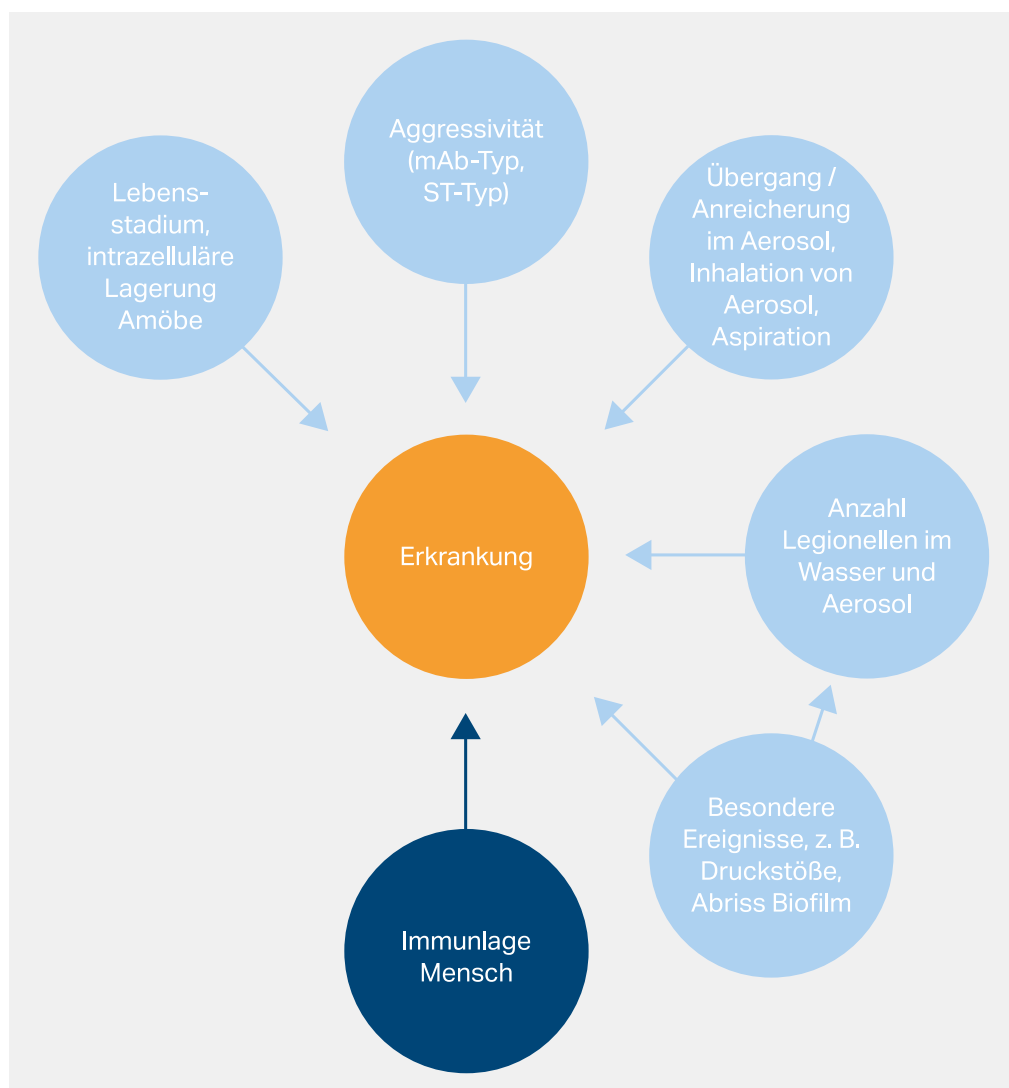 Aggressivität
(mAb-Typ,
ST-Typ)
Lebens-
stadium,
intrazelluläre
Lagerung
Amöbe
Übergang /
Anreicherung
im Aerosol,
Inhalation von
Aerosol,
Aspiration
Erkrankung
Anzahl
Legionellen im
Wasser und
Aerosol
Besondere
Ereignisse, z. B.
Druckstöße,
Abriss Biofilm
Immunlage
Mensch